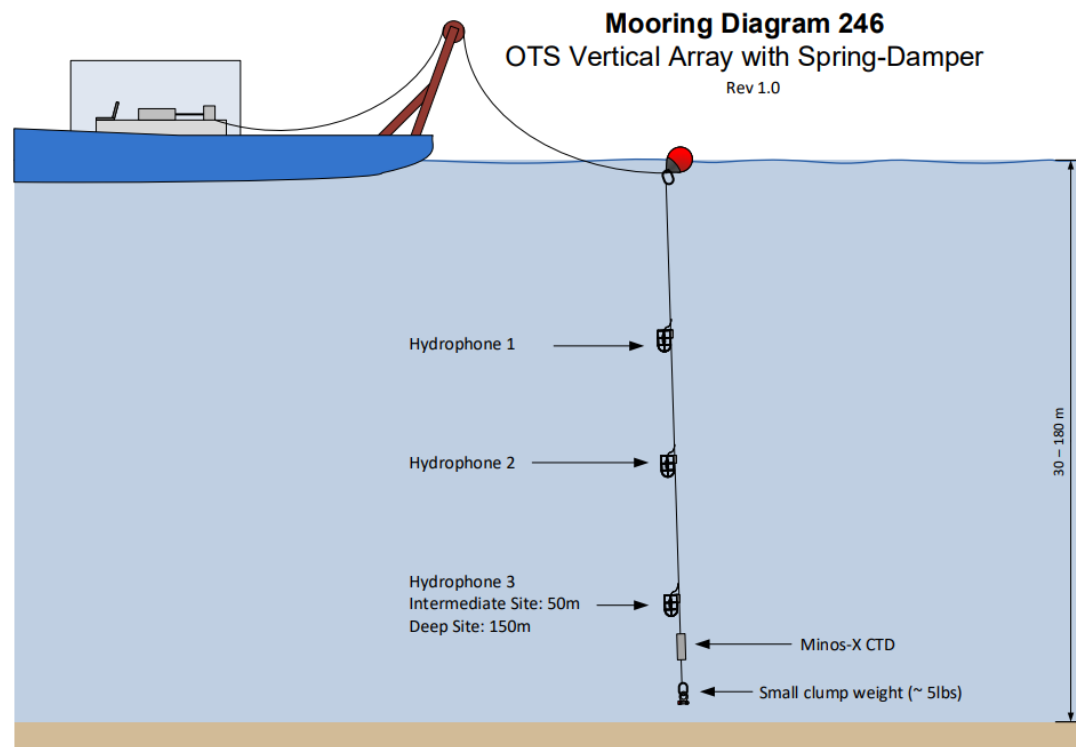 Mooring Diagram 246
OTS Vertical Array with Spring-Damper
Rev 1.0
Hydrophone 1
Hydrophone 2
30 – 180 m
Hydrophone 3
Intermediate Site: 50m
Deep Site: 150m
Minos-X CTD
Small clump weight (~ 5lbs)